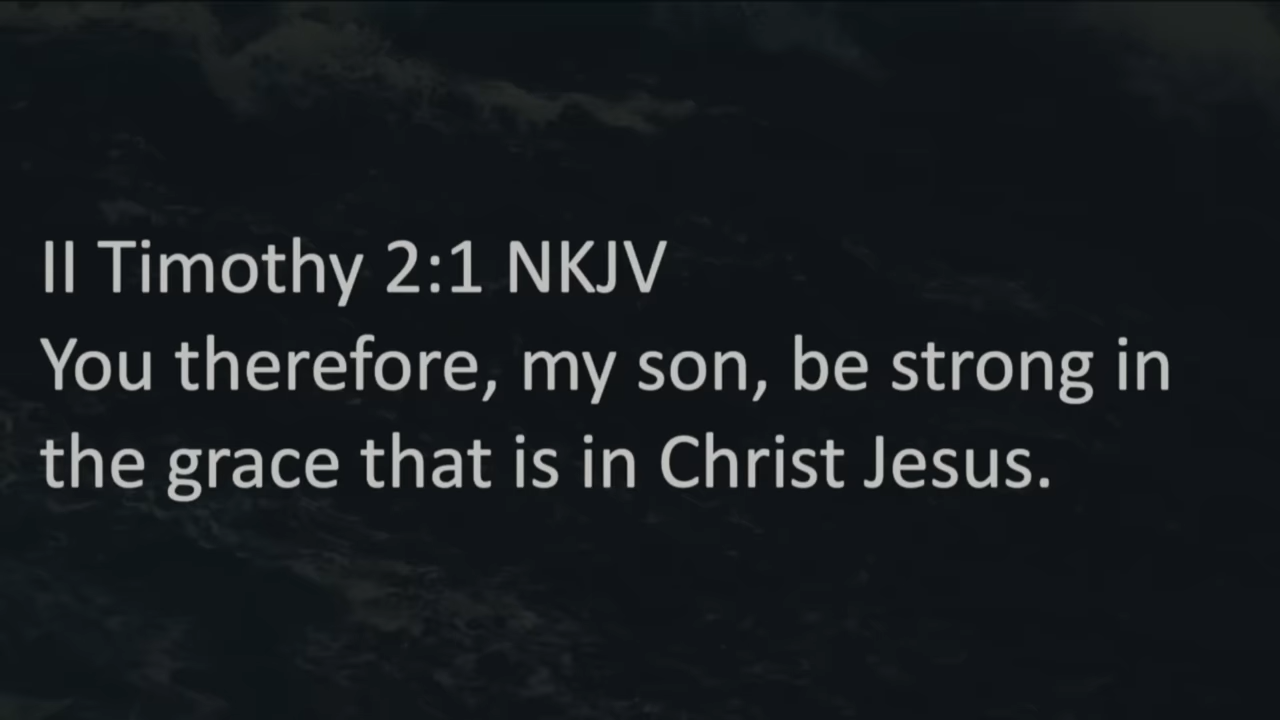 II Timothy 2:1 NKJV
You therefore, my son, be strong in
the grace that is in Christ Jesus.